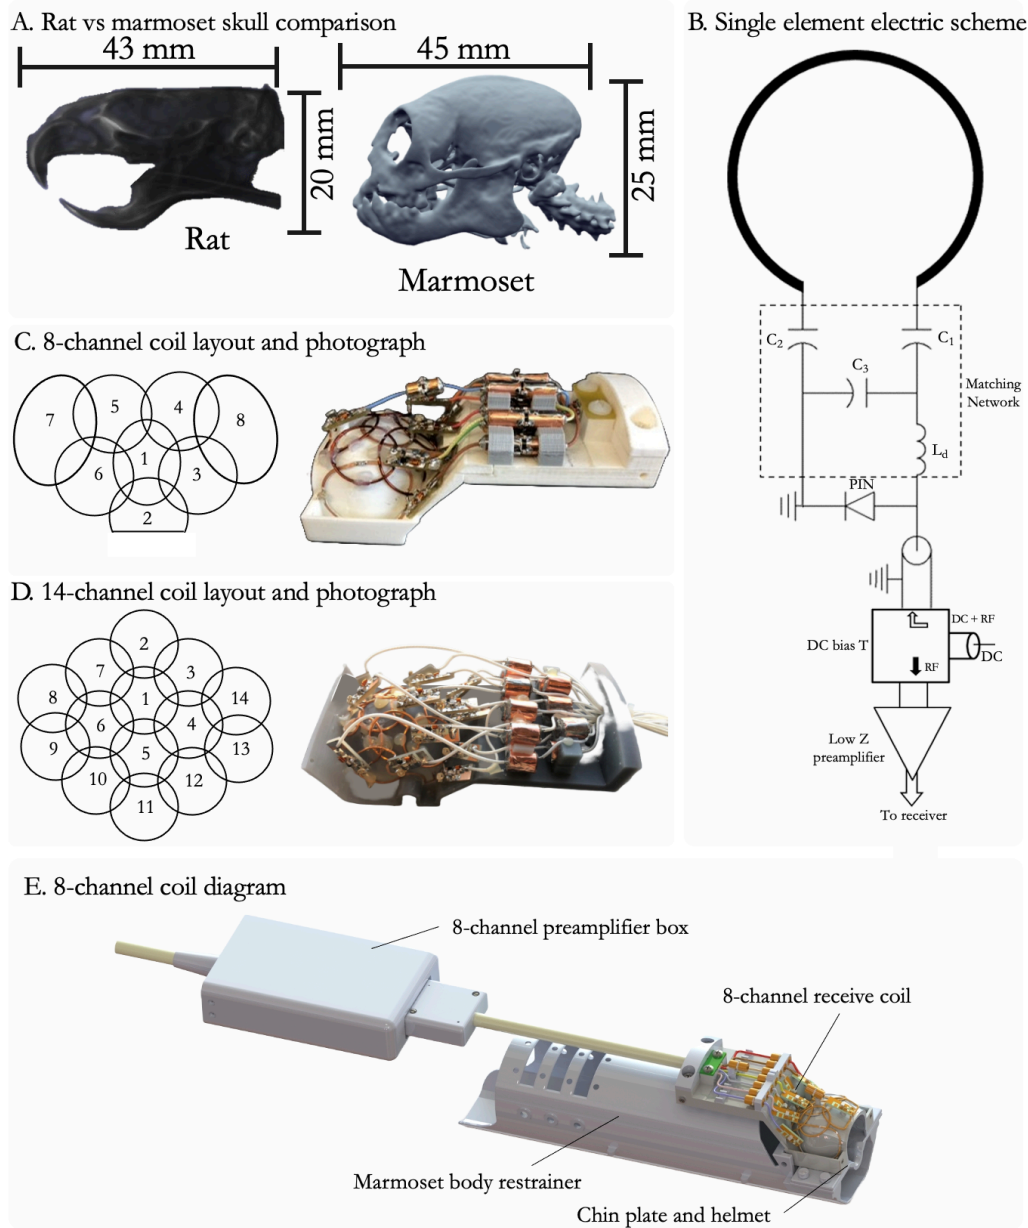 A. Rat vs marmoset skull comparison
43 mm
45 mm
20 mm
25 mm
Rat
Marmoset
B. Single element electric scheme
C₂
C₁
C₃
Matching
Network
L_d
PIN
DC + RF
DC bias T
DC
RF
Low Z
preamplifier
To receiver
C. 8-channel coil layout and photograph
7
5
4
8
6
1
3
2
D. 14-channel coil layout and photograph
2
7
3
8
1
14
6
4
9
5
13
10
12
11
E. 8-channel coil diagram
8-channel preamplifier box
8-channel receive coil
Marmoset body restrainer
Chin plate and helmet